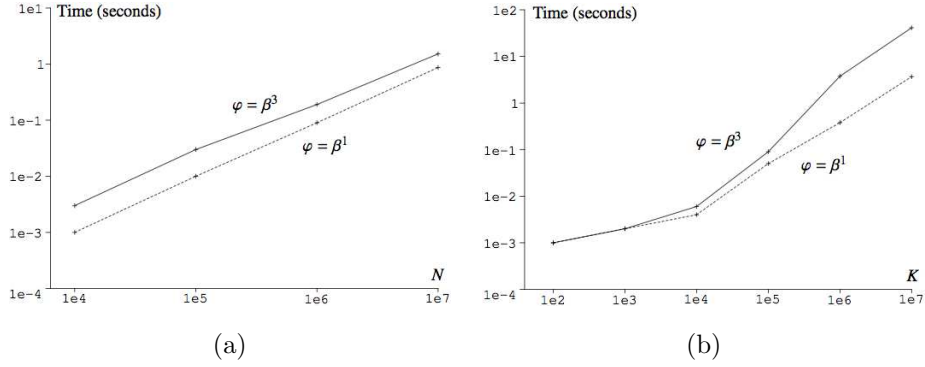 Time (seconds)
1e1
1
1e-1
1e-2
1e-3
1e-4
φ = β³
φ = β¹
N
1e4 1e5 1e6 1e7
(a)
Time (seconds)
1e2
1e1
1
1e-1
1e-2
1e-3
1e-4
φ = β³
φ = β¹
K
1e2 1e3 1e4 1e5 1e6 1e7
(b)